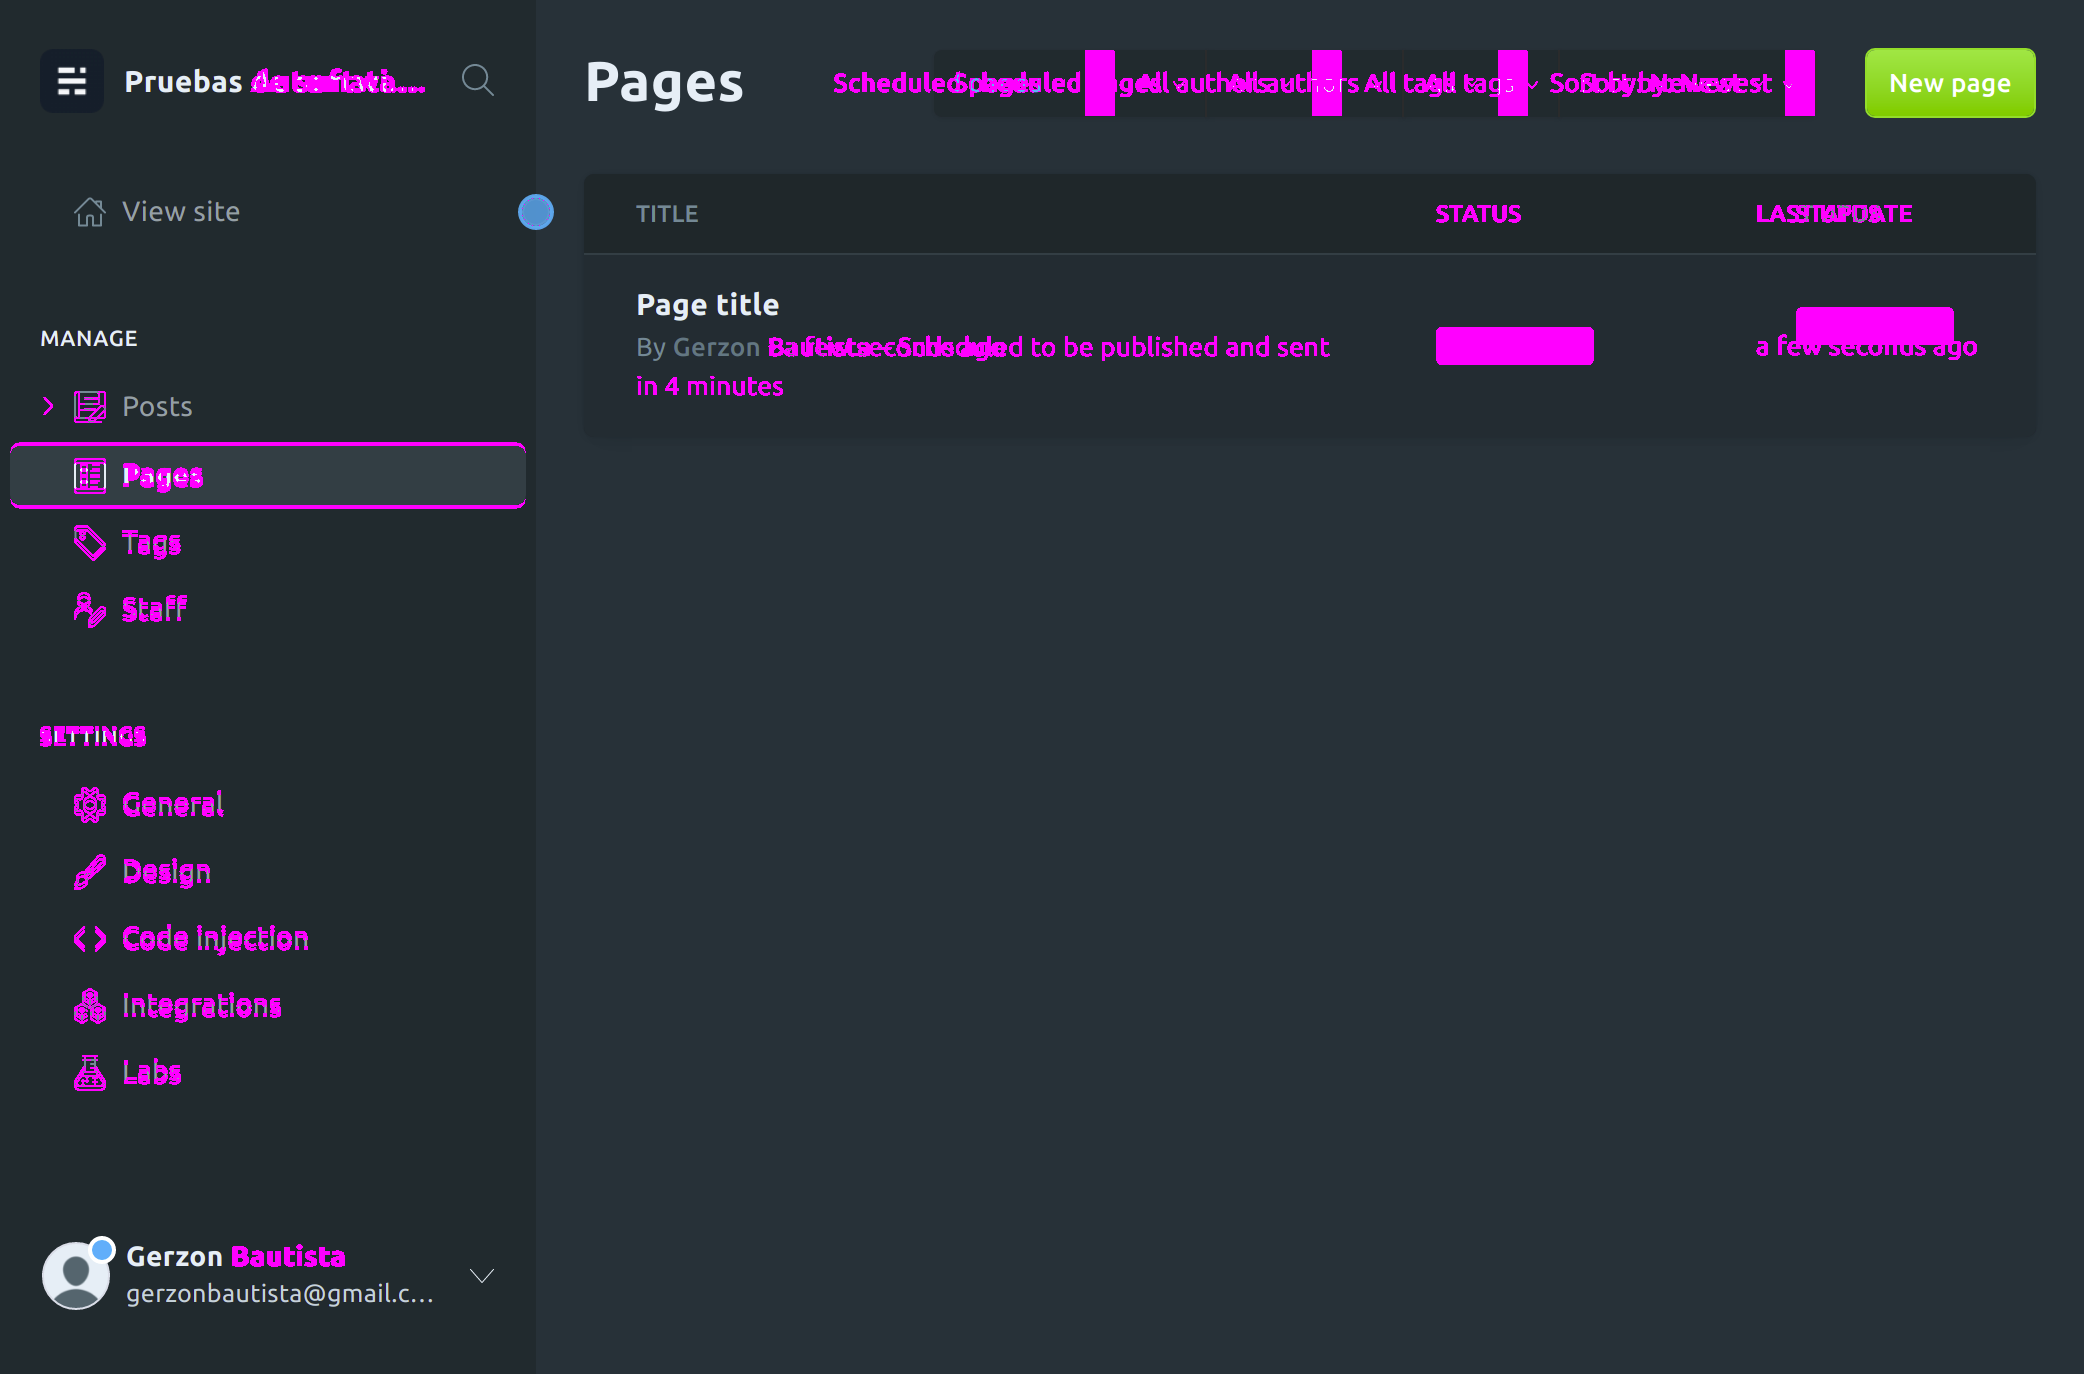 Pruebas
Pages
Scheduled pages All authors All tags Sort by: Newest
New page
View site
TITLE STATUS LAST UPDATE
MANAGE
Page title
By Gerzon Bautista - Scheduled to be published and sent
in 4 minutes
a few seconds ago
Posts
Pages
Tags
Staff
SETTINGS
General
Design
Code injection
Integrations
Labs
Gerzon Bautista
gerzonbautista@gmail.c...